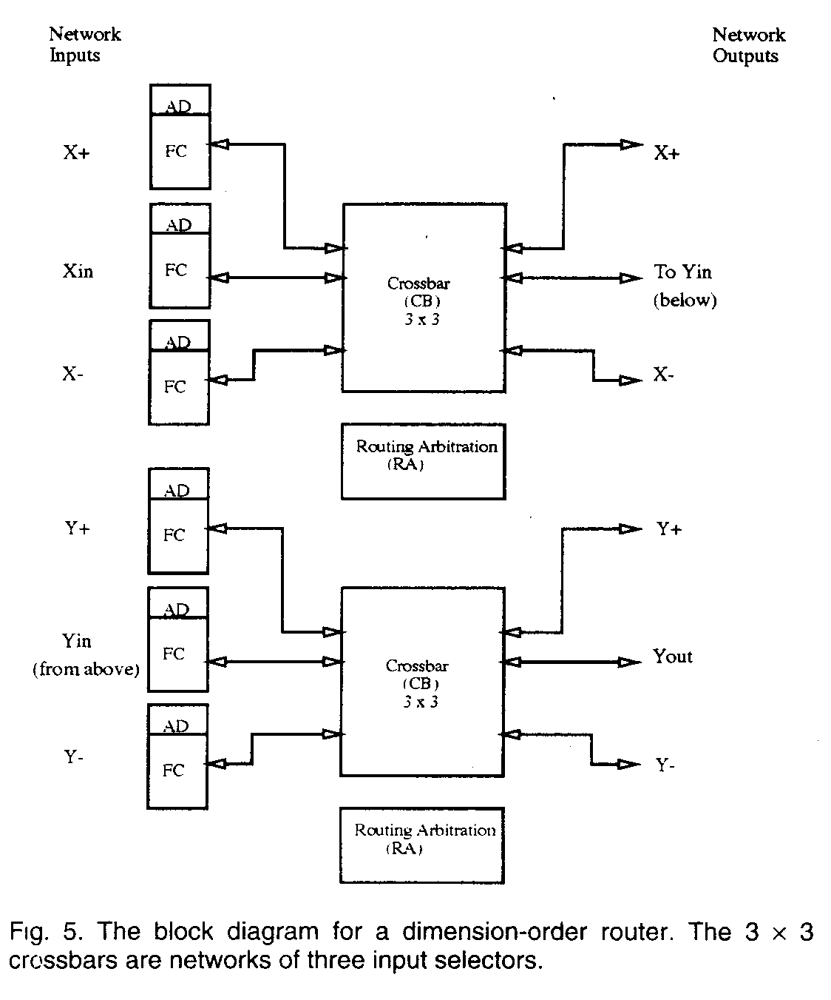 Network
Inputs
Network
Outputs
AD
X+
FC
X+
AD
Xin
FC
To Yin
(below)
Crossbar
(CB)
3 x 3
AD
X-
FC
X-
Routing Arbitration
(RA)
AD
Y+
FC
Y+
AD
Yin
(from above)
FC
Yout
Crossbar
(CB)
3 x 3
AD
Y-
FC
Y-
Routing Arbitration
(RA)
Fig. 5. The block diagram for a dimension-order router. The 3 × 3
crossbars are networks of three input selectors.